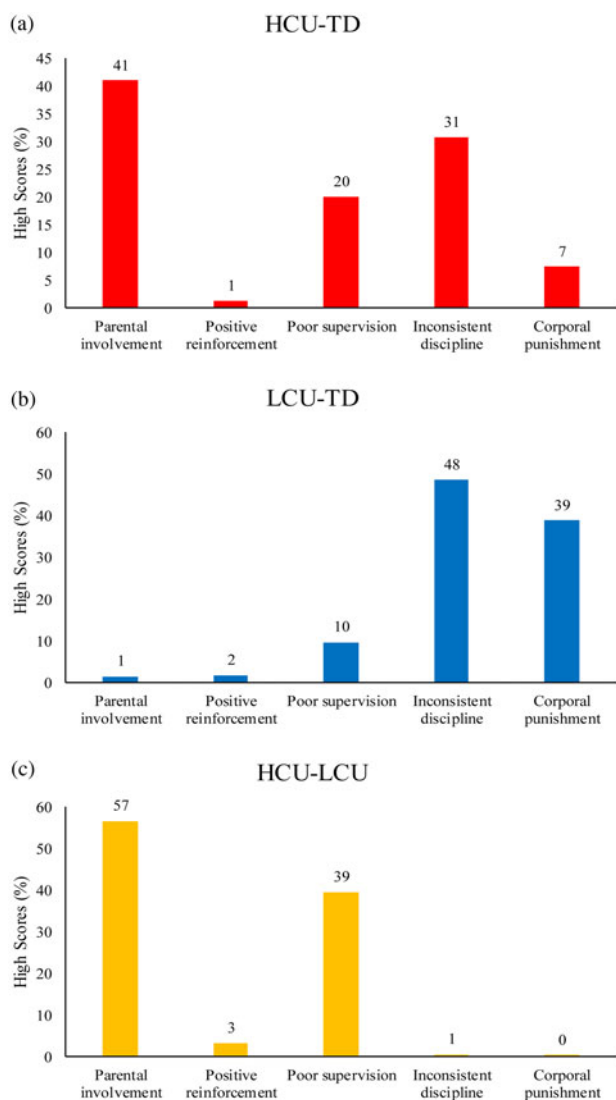 (a)
HCU-TD
High Scores (%)
45
40
35
30
25
20
15
10
5
0
41
1
20
31
7
Parental involvement
Positive reinforcement
Poor supervision
Inconsistent discipline
Corporal punishment
(b)
LCU-TD
High Scores (%)
60
50
40
30
20
10
0
1
2
10
48
39
Parental involvement
Positive reinforcement
Poor supervision
Inconsistent discipline
Corporal punishment
(c)
HCU-LCU
High Scores (%)
60
50
40
30
20
10
0
57
3
39
1
0
Parental involvement
Positive reinforcement
Poor supervision
Inconsistent discipline
Corporal punishment